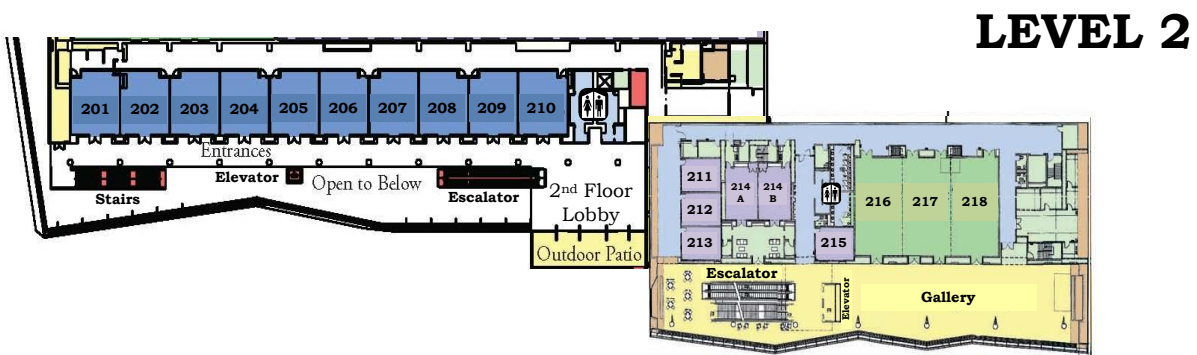 LEVEL 2
201 202 203 204 205 206 207 208 209 210
Entrances
Elevator
Open to Below
Stairs
Escalator
2nd Floor
Lobby
Outdoor Patio
211
212
213
214
A
214
B
215
216 217 218
Escalator
Elevator
Gallery